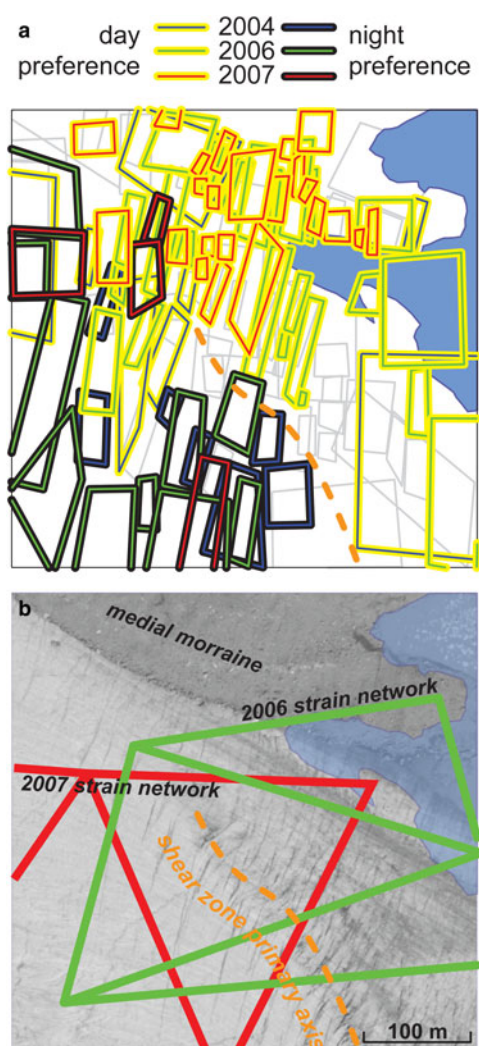 a
day preference
2004
2006
2007
night preference
b
medial morraine
2006 strain network
2007 strain network
shear zone primary axis
100 m